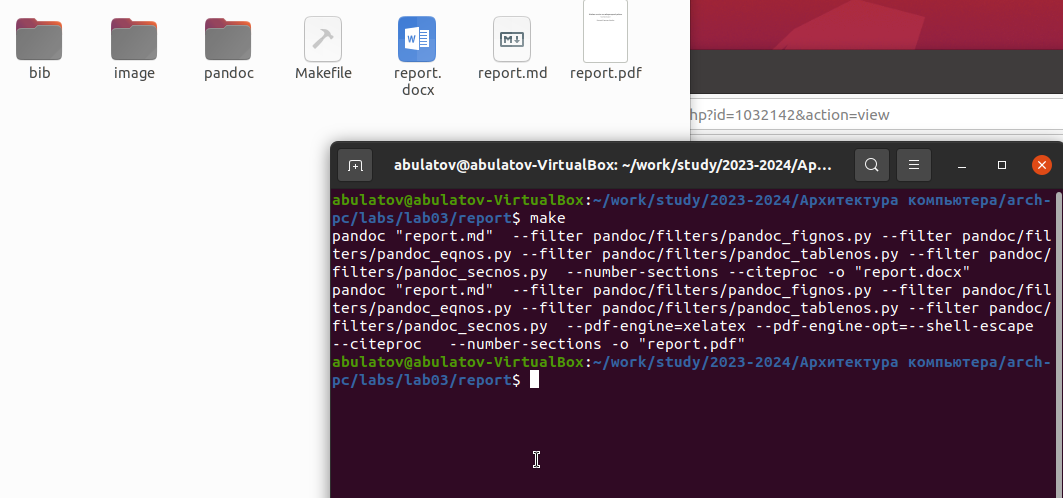 bib
image
pandoc
Makefile
report.
docx
report.md
report.pdf
hp?id=1032142&action=view
abulatov@abulatov-VirtualBox: ~/work/study/2023-2024/Ap...
abulatov@abulatov-VirtualBox:~/work/study/2023-2024/Архитектура компьютера/arch-
pc/labs/lab03/report$ make
pandoc "report.md"  --filter pandoc/filters/pandoc_fignos.py --filter pandoc/fil
ters/pandoc_eqnos.py --filter pandoc/filters/pandoc_tablenos.py --filter pandoc/
filters/pandoc_secnos.py  --number-sections --citeproc -o "report.docx"
pandoc "report.md"  --filter pandoc/filters/pandoc_fignos.py --filter pandoc/fil
ters/pandoc_eqnos.py --filter pandoc/filters/pandoc_tablenos.py --filter pandoc/
filters/pandoc_secnos.py  --pdf-engine=xelatex --pdf-engine-opt=--shell-escape
--citeproc   --number-sections -o "report.pdf"
abulatov@abulatov-VirtualBox:~/work/study/2023-2024/Архитектура компьютера/arch-
pc/labs/lab03/report$